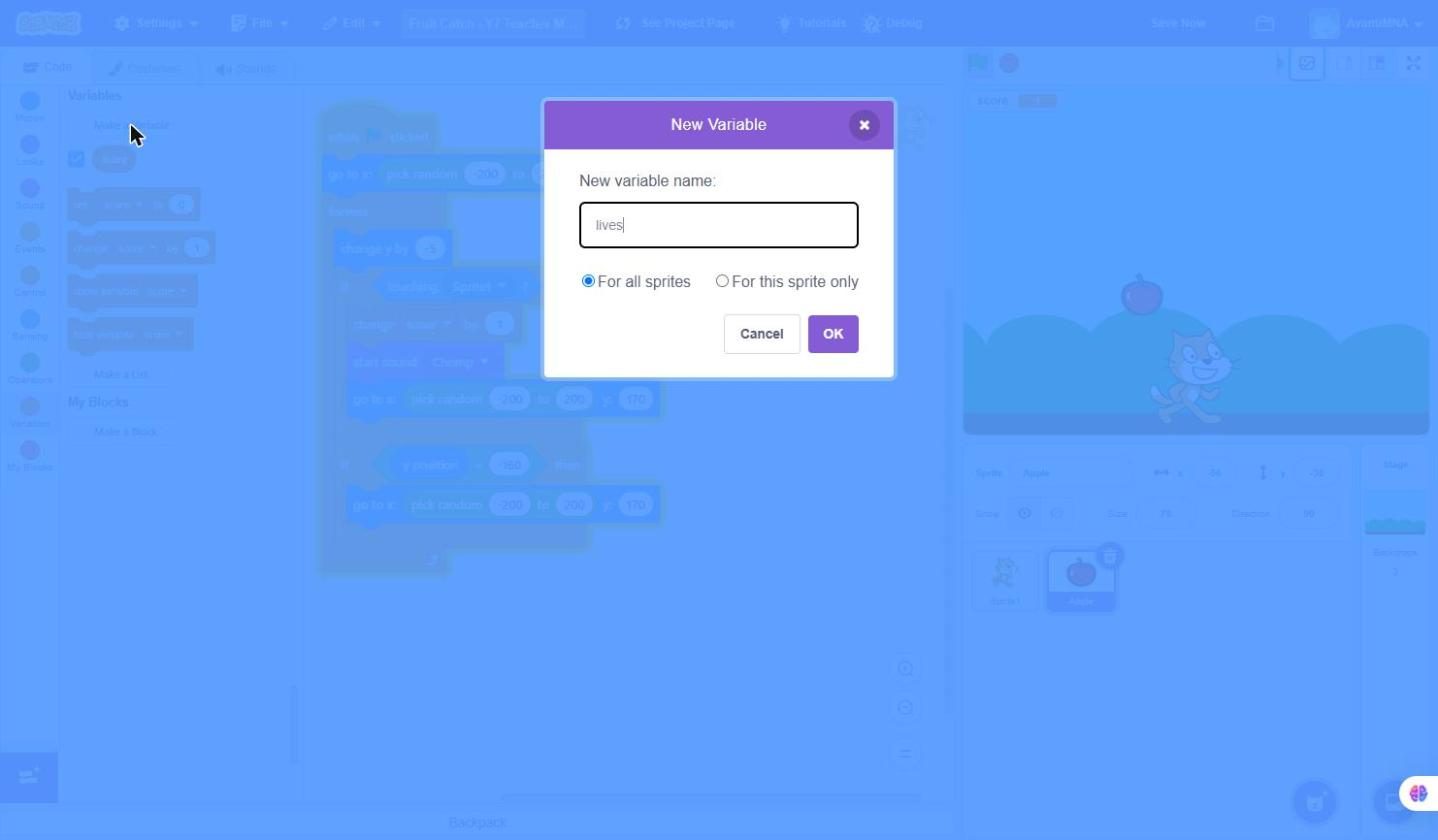 Settings File Edit Fruit Catch - Y7 Teacher M... See Project Page Tutorials Debug Save Now AvantiMNA
Code Costumes Sounds
Variables
Make a Variable
score
set score to 0
change score by 1
show variable score
hide variable score
Make a List
My Blocks
Make a Block
Motion
Looks
Sound
Events
Control
Sensing
Operators
Variables
My Blocks
when clicked
go to x: pick random -200 to
forever
change y by -5
if touching Sprite1 ?
change score by 1
start sound Chomp
go to x: pick random -200 to 200 y: 170
if y position < -160 then
go to x: pick random -200 to 200 y: 170
New Variable
New variable name:
lives
For all sprites For this sprite only
Cancel OK
score
Sprite Apple x y
Show Size Direction 90
Sprite1 Apple
Stage
Backdrops
2
Backpack